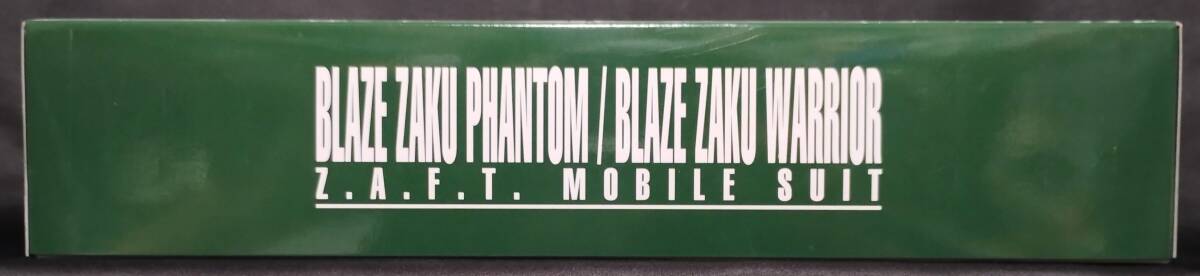 BLAZE ZAKU PHANTOM / BLAZE ZAKU WARRIOR
Z.A.F.T. MOBILE SUIT